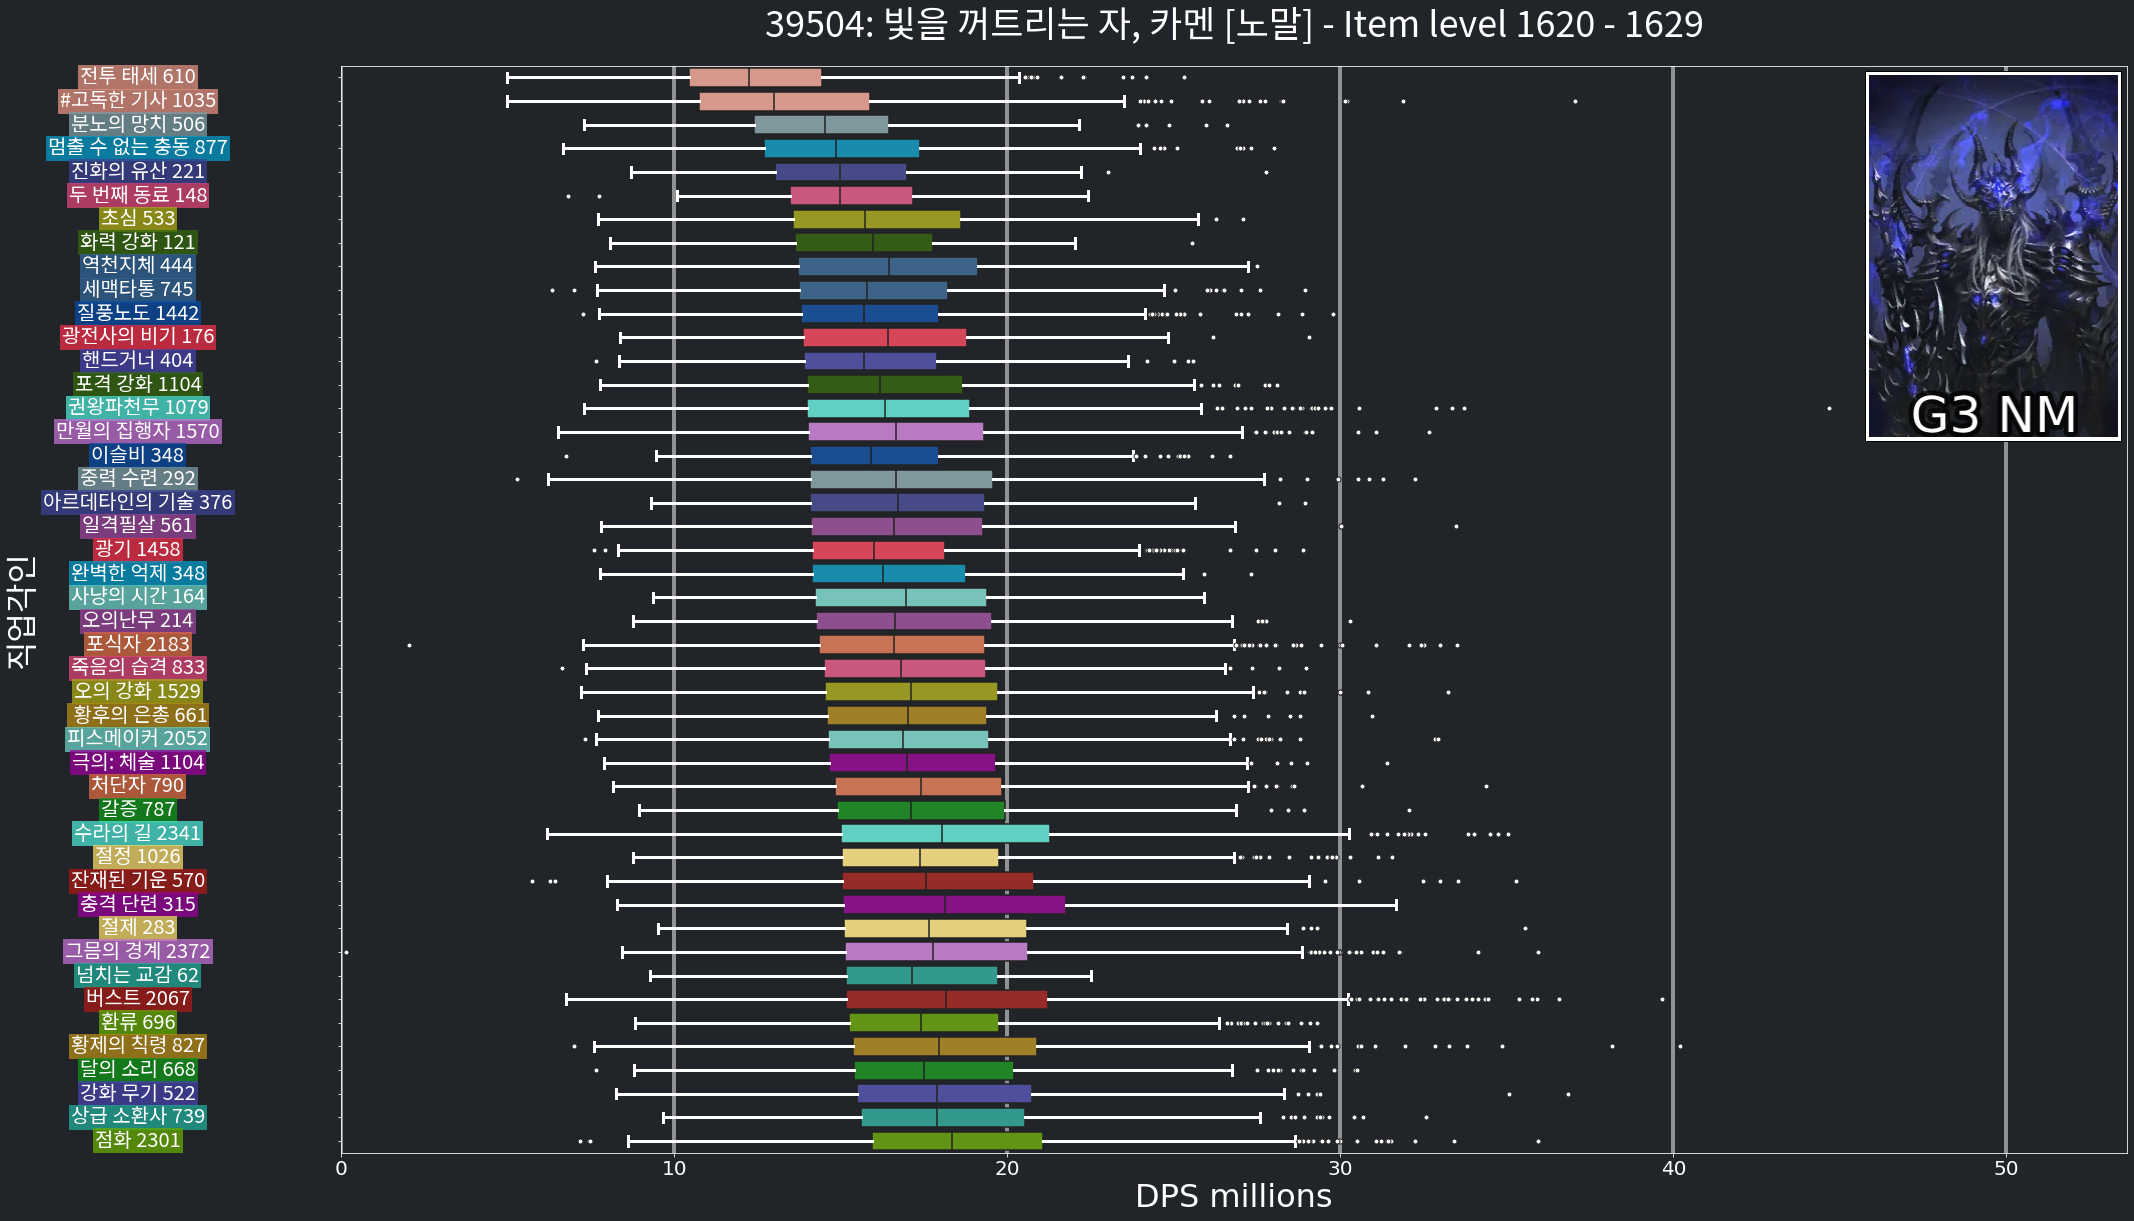 39504: 빛을 꺼트리는 자, 카멘 [노말] - Item level 1620 - 1629
전투 태세 610
#고독한 기사 1035
분노의 망치 506
멈출 수 없는 충동 877
진화의 유산 221
두 번째 동료 148
초심 533
화력 강화 121
역천지체 444
세맥타통 745
질풍노도 1442
광전사의 비기 176
핸드거너 404
포격 강화 1104
권왕파천무 1079
만월의 집행자 1570
이슬비 348
중력 수련 292
아르데타인의 기술 376
일격필살 561
광기 1458
완벽한 억제 348
사냥의 시간 164
오의난무 214
포식자 2183
죽음의 습격 833
오의 강화 1529
황후의 은총 661
피스메이커 2052
극의: 체술 1104
처단자 790
갈증 787
수라의 길 2341
절정 1026
잔재된 기운 570
충격 단련 315
절제 283
그믐의 경계 2372
넘치는 교감 62
버스트 2067
환류 696
황제의 칙령 827
달의 소리 668
강화 무기 522
상급 소환사 739
점화 2301
직업각인
G3 NM
0 10 20 30 40 50
DPS millions